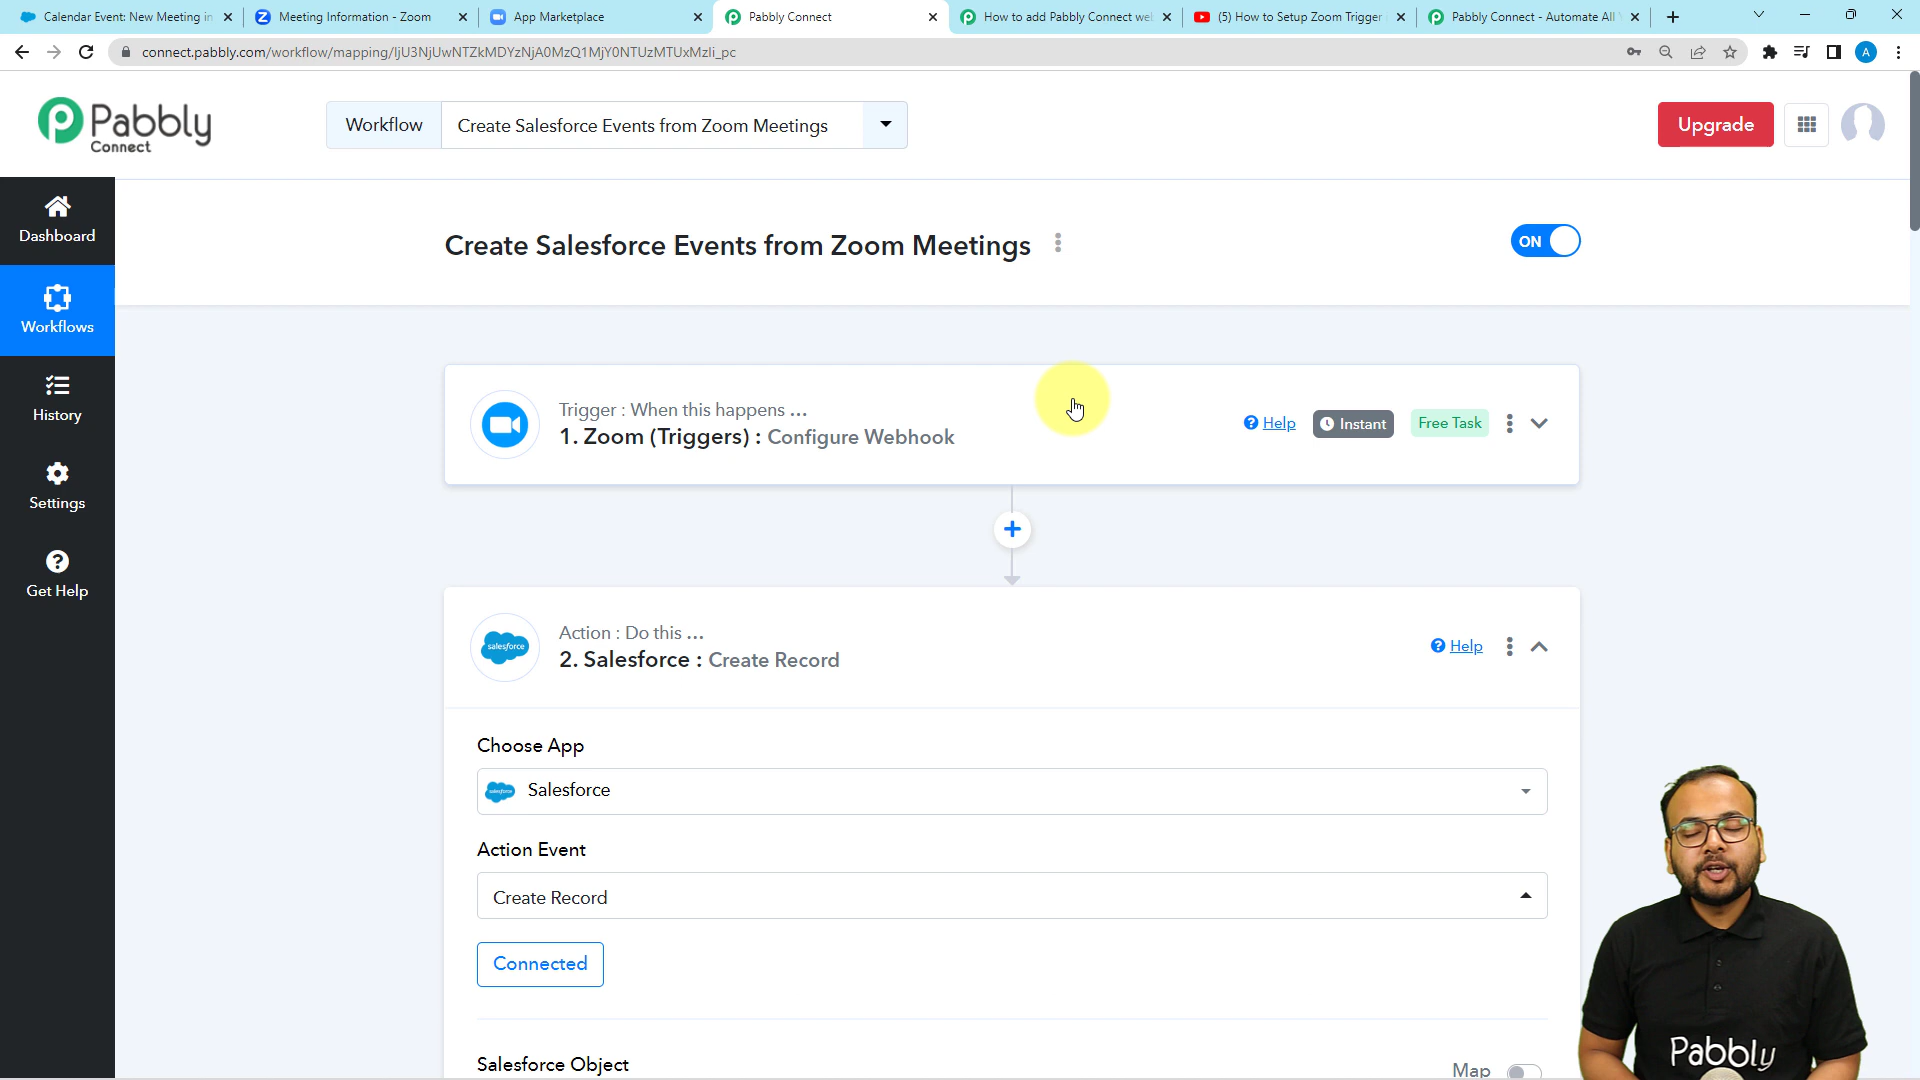 Calendar Event: New Meeting in
Meeting Information - Zoom
App Marketplace
Pabbly Connect
How to add Pabbly Connect we
(5) How to Setup Zoom Trigger
Pabbly Connect - Automate All
connect.pabbly.com/workflow/mapping/IjU3NjUwNTZkMDYzNjA0MzQ1MjY0NTUzMTUxMzIi_pc
A
Pabbly
Connect
Workflow
Create Salesforce Events from Zoom Meetings
Upgrade
Dashboard
Workflows
History
Settings
Get Help
Create Salesforce Events from Zoom Meetings
ON
Trigger : When this happens ...
1. Zoom (Triggers) : Configure Webhook
Help
Instant
Free Task
salesforce
Action : Do this ...
2. Salesforce : Create Record
Help
Choose App
salesforce
Salesforce
Action Event
Create Record
Connected
Salesforce Object
Map
Pabbly